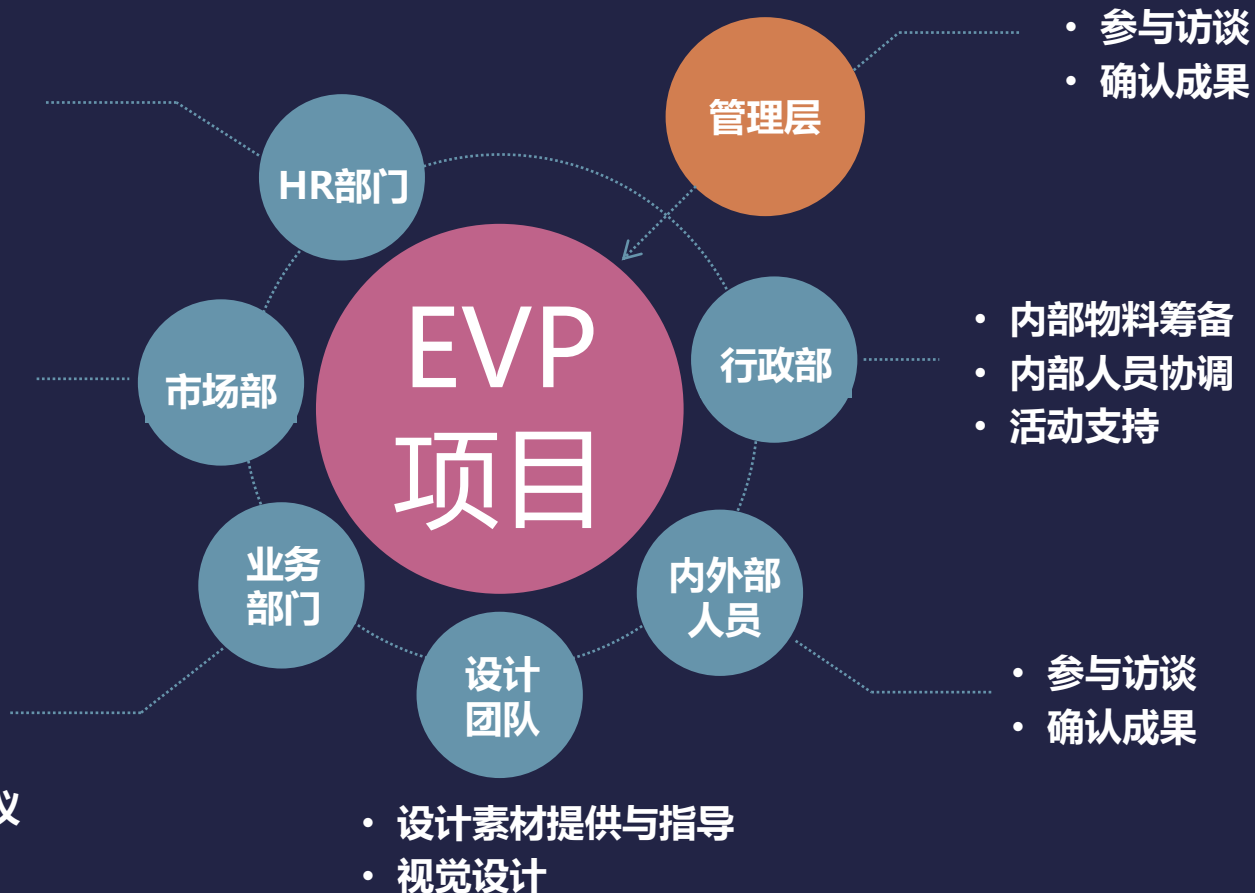 • 参与访谈
• 确认成果
管理层
HR部门
EVP
项目
行政部
• 内部物料筹备
• 内部人员协调
• 活动支持
市场部
业务
部门
内外部
人员
• 参与访谈
• 确认成果
设计
团队
议
• 设计素材提供与指导
• 视觉设计